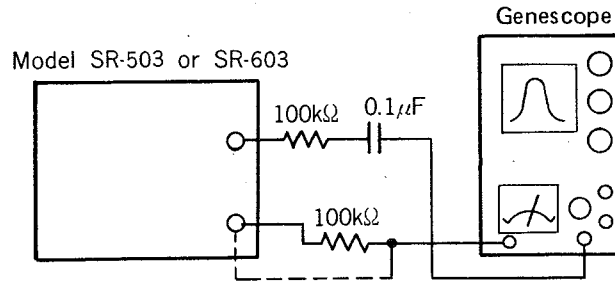 Genescope
Model SR-503 or SR-603
100kΩ
0.1μF
100kΩ